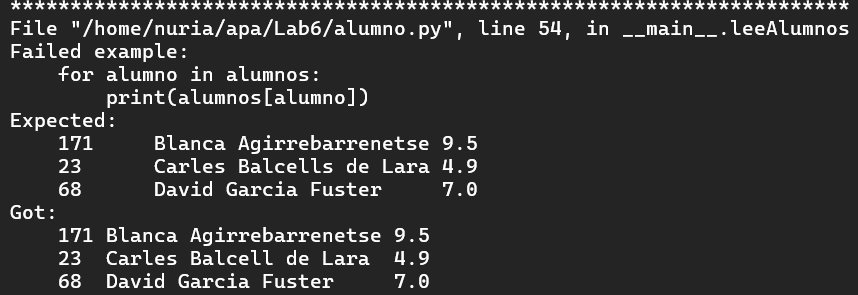 **********************************************************************
File "/home/nuria/apa/Lab6/alumno.py", line 54, in __main__.leeAlumnos
Failed example:
    for alumno in alumnos:
        print(alumnos[alumno])
Expected:
    171     Blanca Agirrebarrenetse 9.5
    23      Carles Balcells de Lara 4.9
    68      David Garcia Fuster     7.0
Got:
    171 Blanca Agirrebarrenetse 9.5
    23  Carles Balcell de Lara  4.9
    68  David Garcia Fuster     7.0